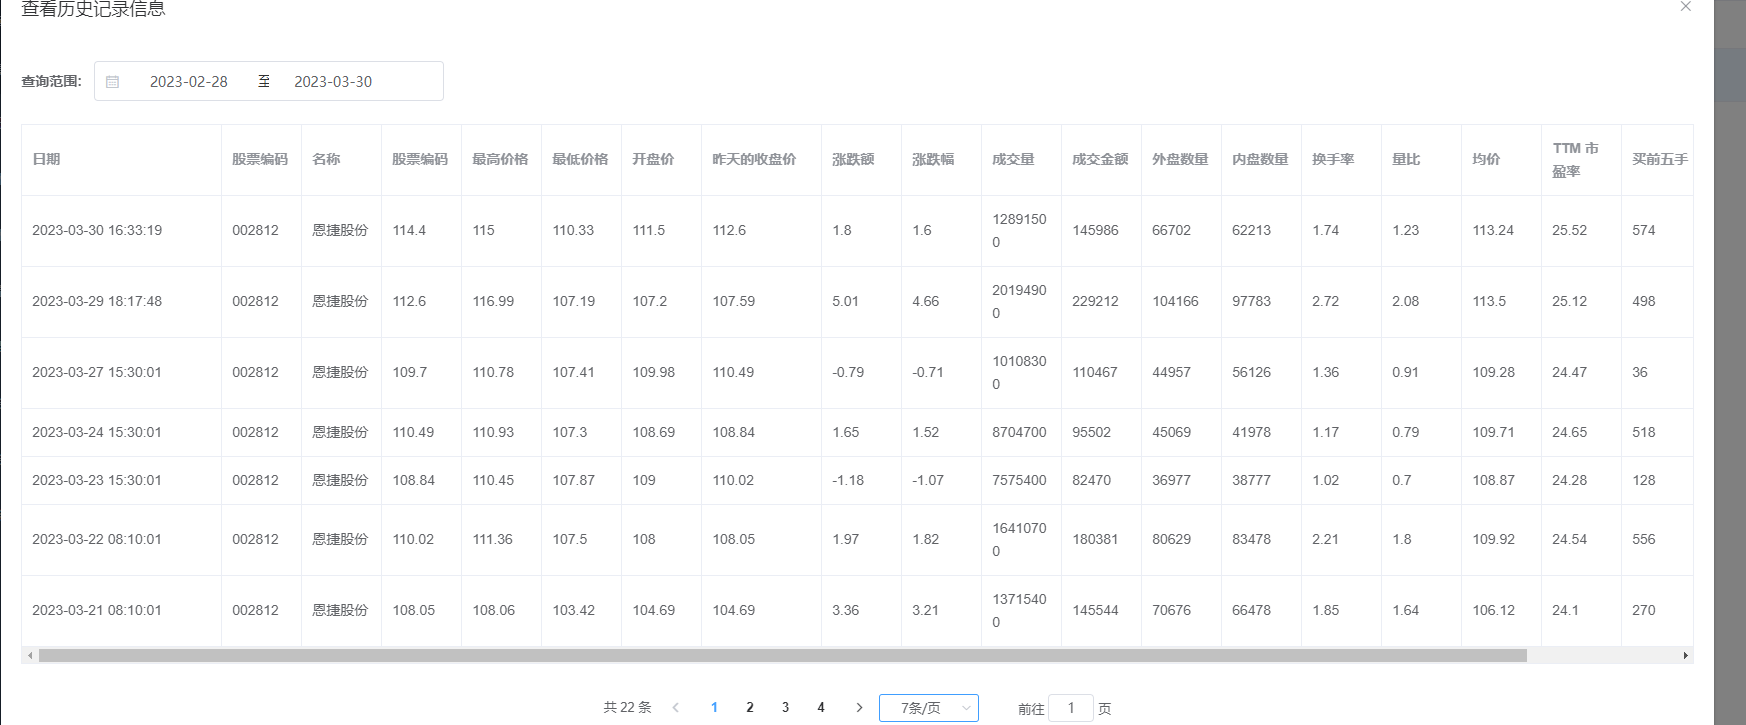 查看历史记录信息
查询范围: 2023-02-28 至 2023-03-30
日期 股票编码 名称 股票编码 最高价格 最低价格 开盘价 昨天的收盘价 涨跌额 涨跌幅 成交量 成交金额 外盘数量 内盘数量 换手率 量比 均价 TTM 市 买前五手
盈率
2023-03-30 16:33:19 002812 恩捷股份 114.4 115 110.33 111.5 112.6 1.8 1.6 1289150 145986 66702 62213 1.74 1.23 113.24 25.52 574
0
2023-03-29 18:17:48 002812 恩捷股份 112.6 116.99 107.19 107.2 107.59 5.01 4.66 2019490 229212 104166 97783 2.72 2.08 113.5 25.12 498
0
2023-03-27 15:30:01 002812 恩捷股份 109.7 110.78 107.41 109.98 110.49 -0.79 -0.71 1010830 110467 44957 56126 1.36 0.91 109.28 24.47 36
0
2023-03-24 15:30:01 002812 恩捷股份 110.49 110.93 107.3 108.69 108.84 1.65 1.52 8704700 95502 45069 41978 1.17 0.79 109.71 24.65 518
2023-03-23 15:30:01 002812 恩捷股份 108.84 110.45 107.87 109 110.02 -1.18 -1.07 7575400 82470 36977 38777 1.02 0.7 108.87 24.28 128
2023-03-22 08:10:01 002812 恩捷股份 110.02 111.36 107.5 108 108.05 1.97 1.82 1641070 180381 80629 83478 2.21 1.8 109.92 24.54 556
0
2023-03-21 08:10:01 002812 恩捷股份 108.05 108.06 103.42 104.69 104.69 3.36 3.21 1371540 145544 70676 66478 1.85 1.64 106.12 24.1 270
0
共 22 条 1 2 3 4 7条/页 前往 1 页